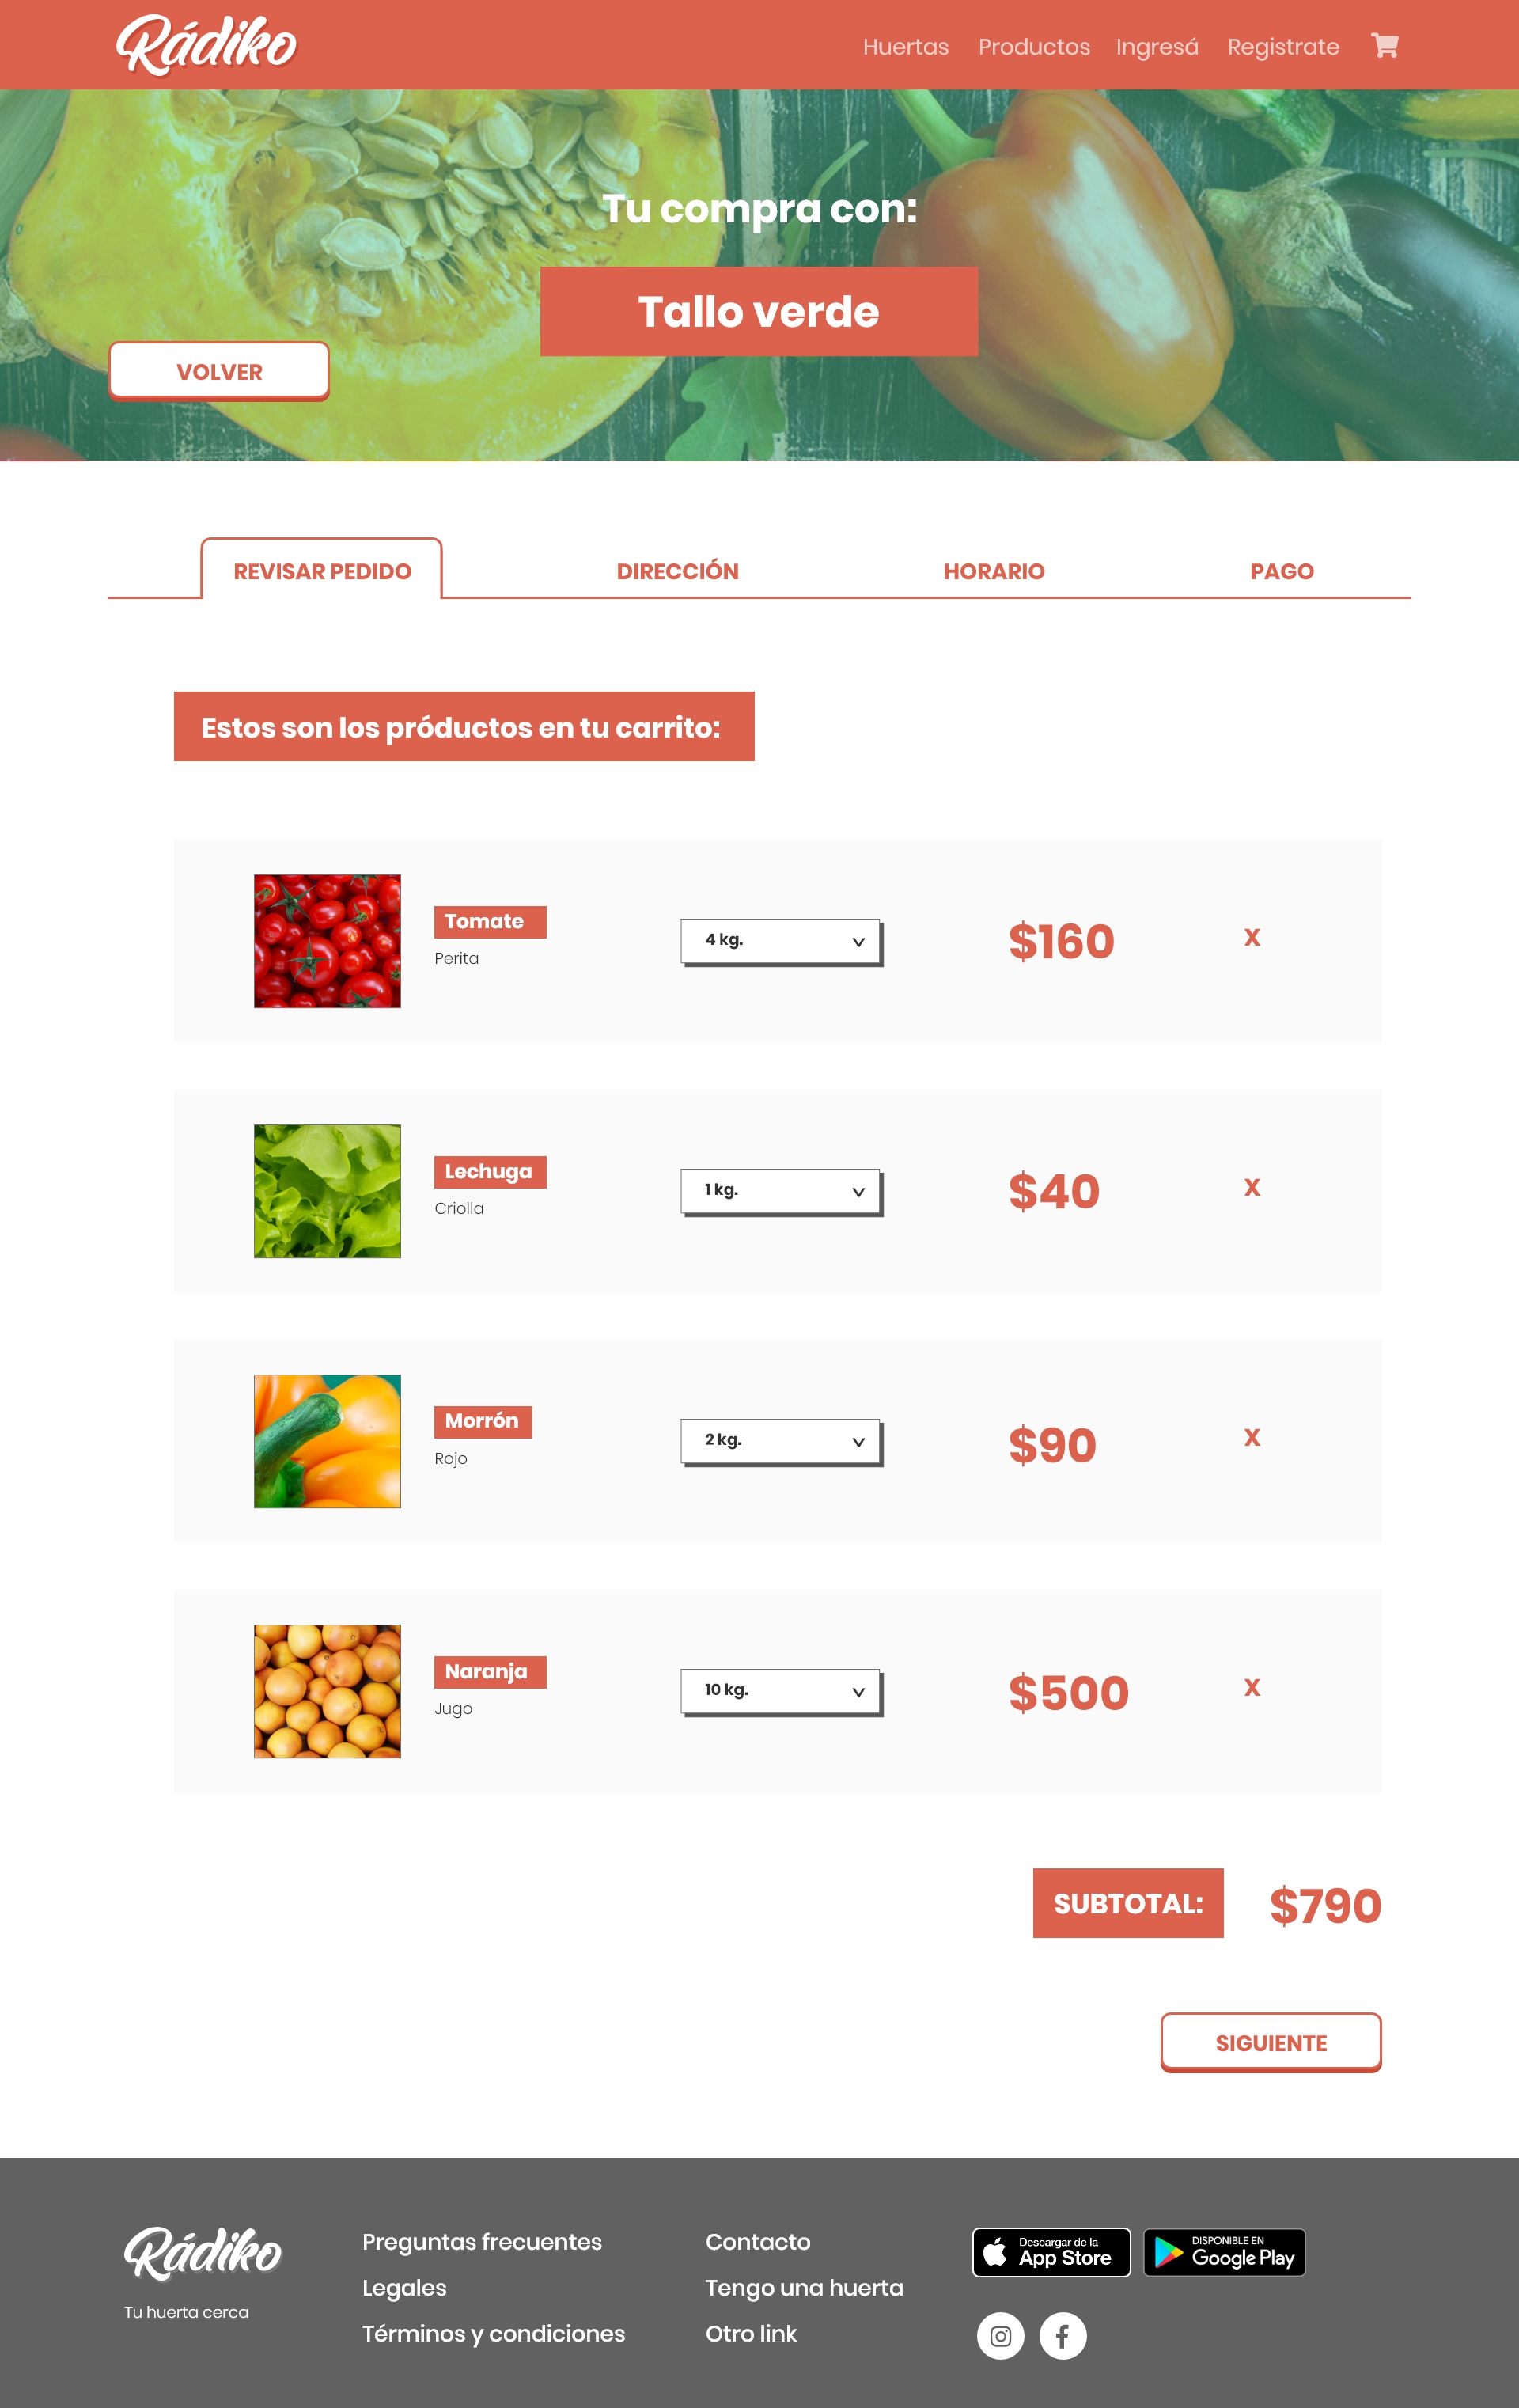 Rádiko
Huertas Productos Ingresá Registrate
Tu compra con:
Tallo verde
VOLVER
REVISAR PEDIDO DIRECCIÓN HORARIO PAGO
Estos son los próductos en tu carrito:
Tomate
Perita
4 kg.
$160
X
Lechuga
Criolla
1 kg.
$40
X
Morrón
Rojo
2 kg.
$90
X
Naranja
Jugo
10 kg.
$500
X
SUBTOTAL: $790
SIGUIENTE
Rádiko
Tu huerta cerca
Preguntas frecuentes
Legales
Términos y condiciones
Contacto
Tengo una huerta
Otro link
Descargar de la
App Store
DISPONIBLE EN
Google Play